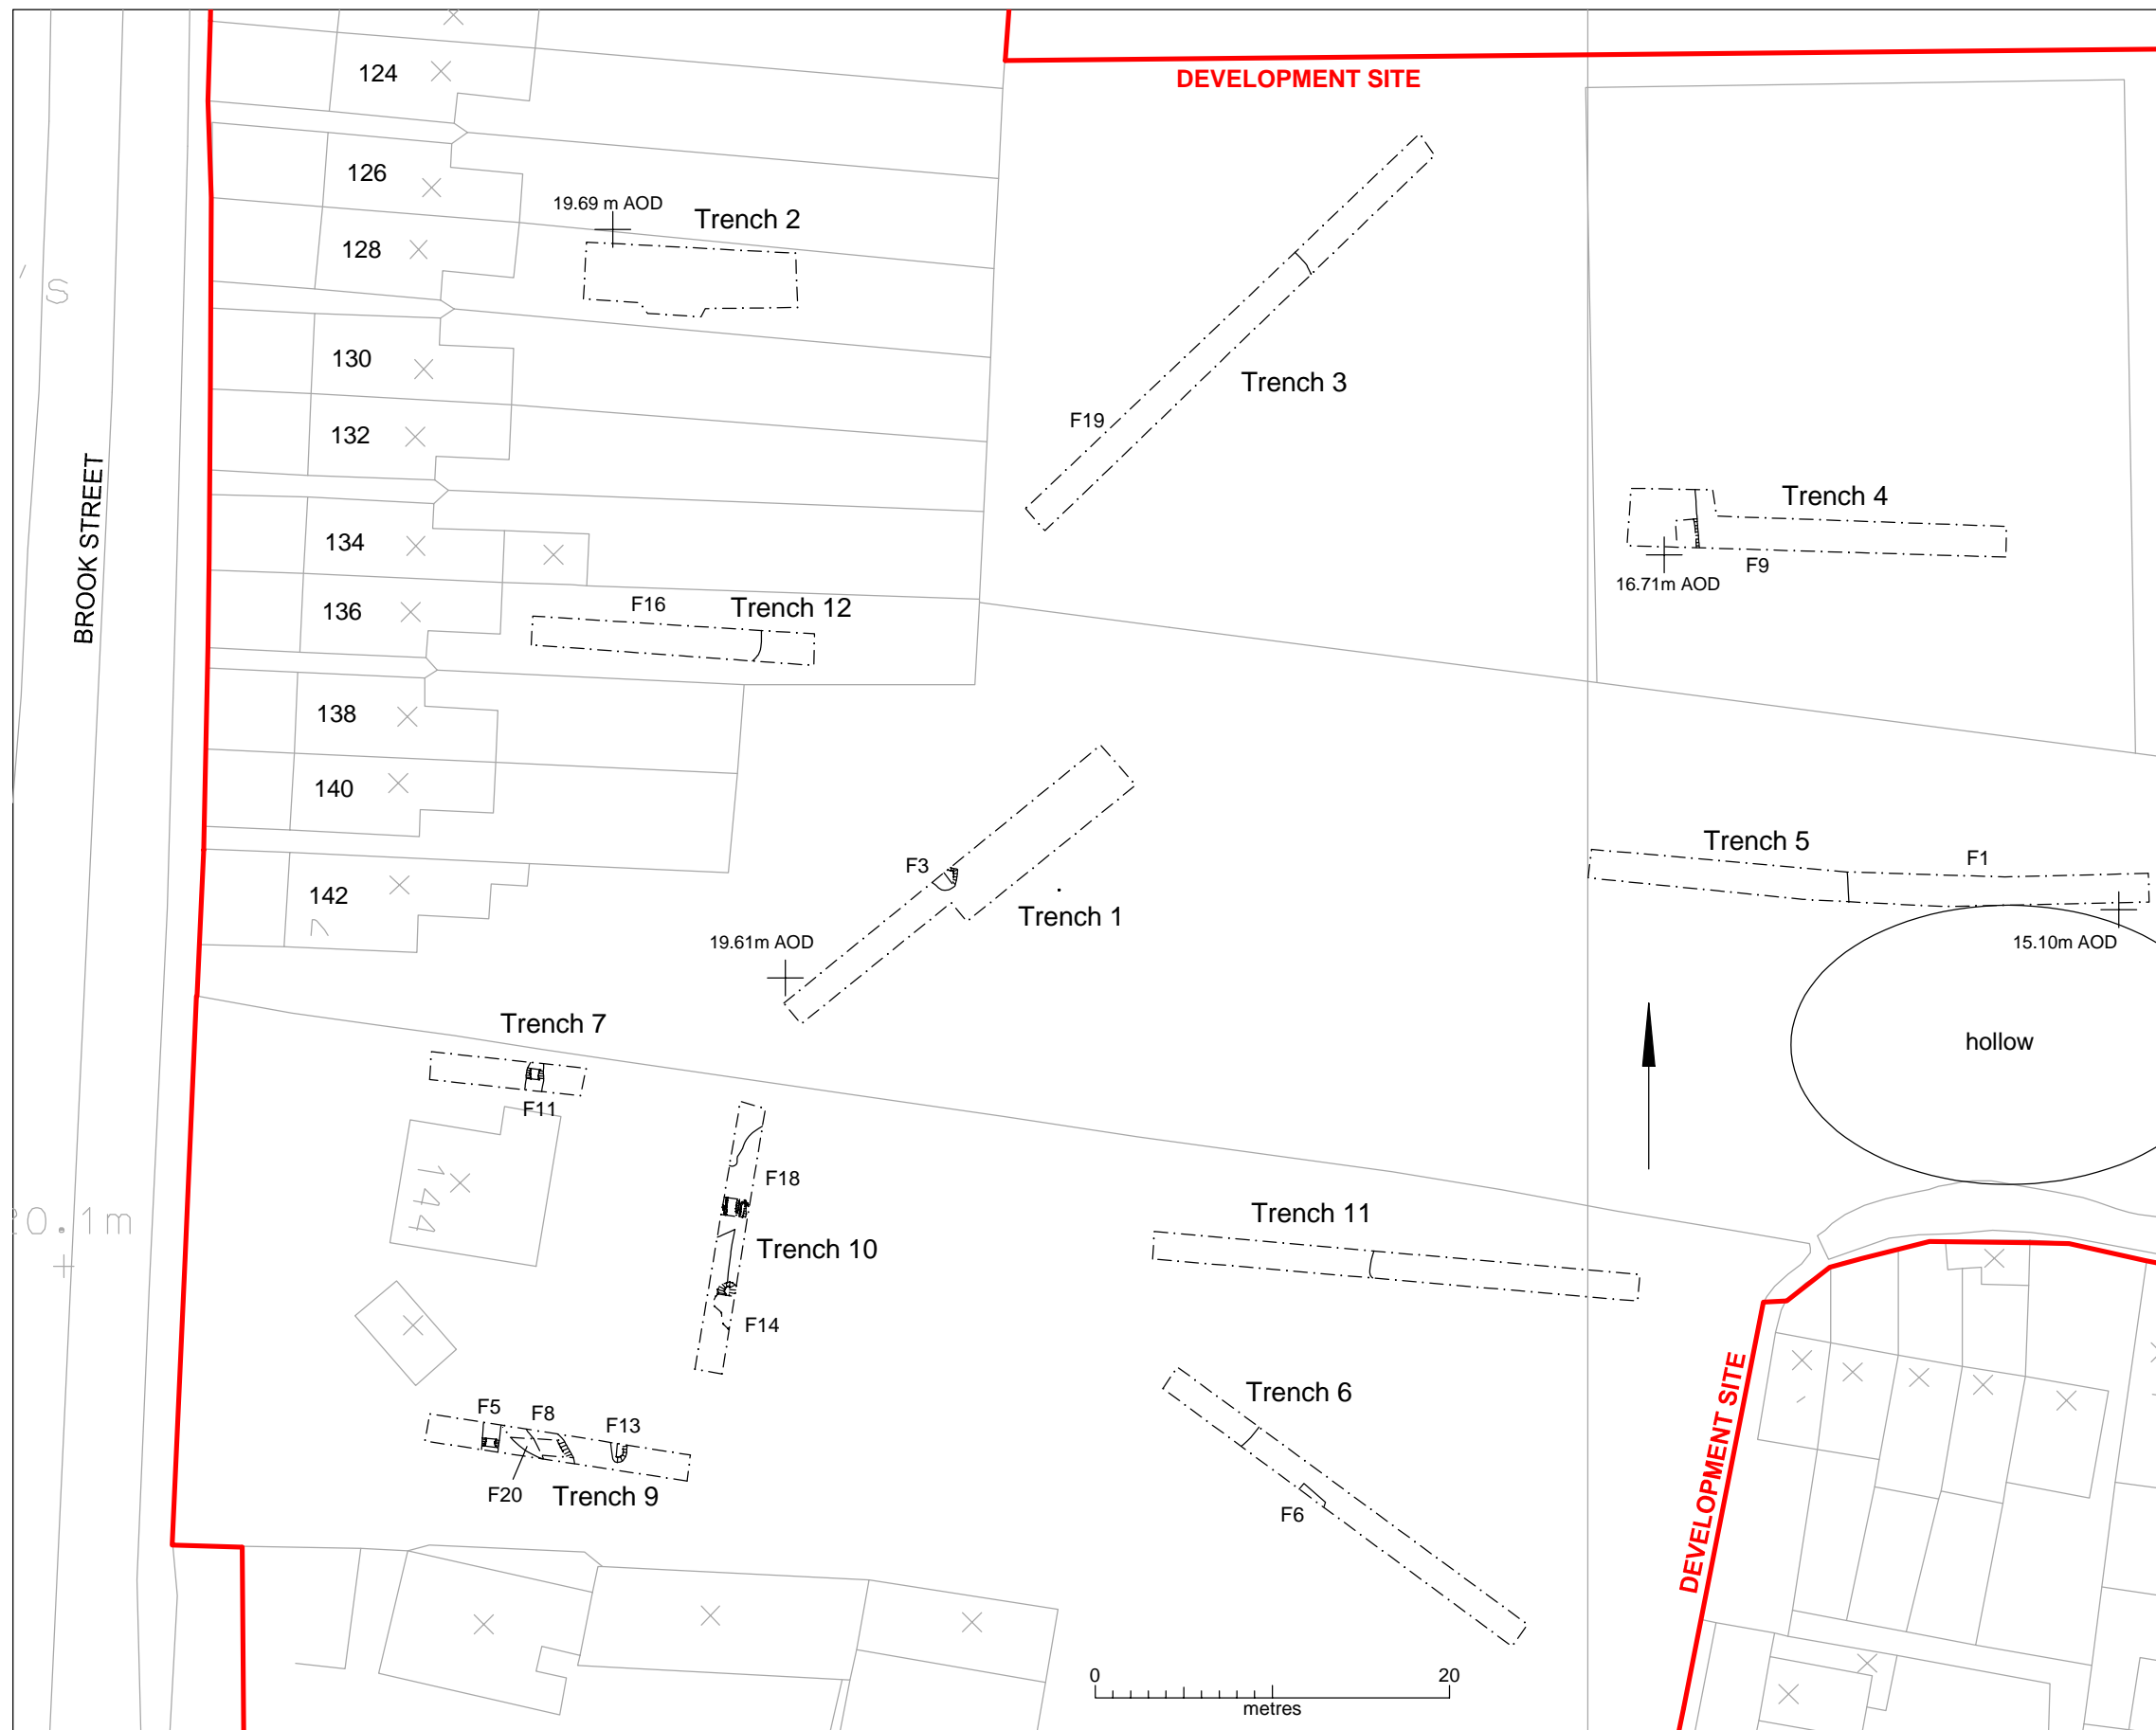 DEVELOPMENT SITE
124
126
19.69 m AOD
Trench 2
128
S
130
Trench 3
132
F19
BROOK STREET
Trench 4
134
F9
16.71m AOD
F16
Trench 12
136
138
140
Trench 5
F1
F3
142
Trench 1
19.61m AOD
15.10m AOD
Trench 7
hollow
F11
144
F18
0.1m
Trench 11
Trench 10
F14
DEVELOPMENT SITE
Trench 6
F5
F8
F13
F20
Trench 9
F6
0
20
metres